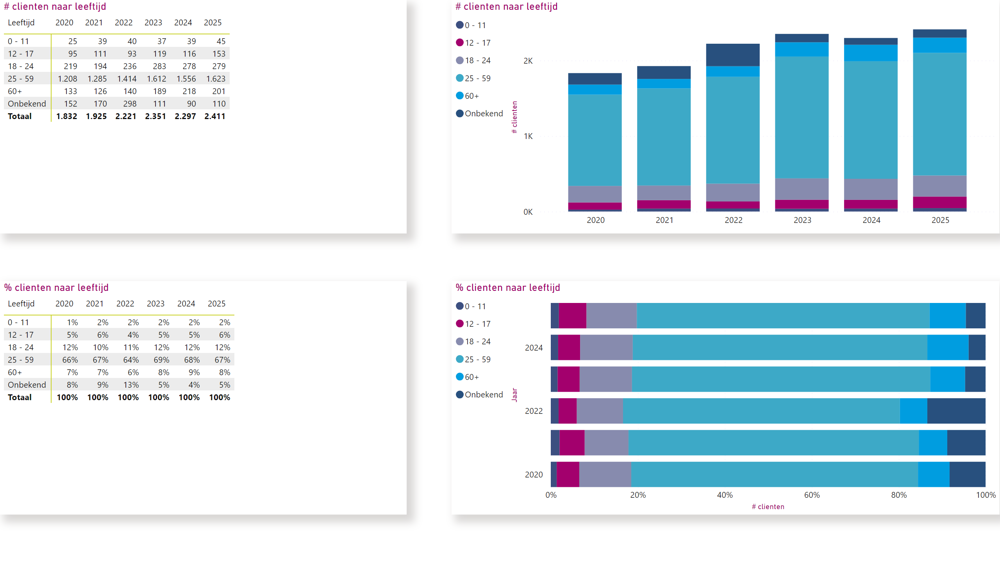 # clienten naar leeftijd
Leeftijd 2020 2021 2022 2023 2024 2025
0 - 11 25 39 40 37 39 45
12 - 17 95 111 93 119 116 153
18 - 24 219 194 236 283 278 279
25 - 59 1.208 1.285 1.414 1.612 1.556 1.623
60+ 133 126 140 189 218 201
Onbekend 152 170 298 111 90 110
Totaal 1.832 1.925 2.221 2.351 2.297 2.411
# clienten naar leeftijd
0 - 11
12 - 17
18 - 24
25 - 59
60+
Onbekend
# clienten
2K
1K
0K
2020 2021 2022 2023 2024 2025
% clienten naar leeftijd
Leeftijd 2020 2021 2022 2023 2024 2025
0 - 11 1% 2% 2% 2% 2% 2%
12 - 17 5% 6% 4% 5% 5% 6%
18 - 24 12% 10% 11% 12% 12% 12%
25 - 59 66% 67% 64% 69% 68% 67%
60+ 7% 7% 6% 8% 9% 8%
Onbekend 8% 9% 13% 5% 4% 5%
Totaal 100% 100% 100% 100% 100% 100%
% clienten naar leeftijd
0 - 11
12 - 17
18 - 24
25 - 59
60+
Onbekend
Jaar
2024
2022
2020
0% 20% 40% 60% 80% 100%
# clienten